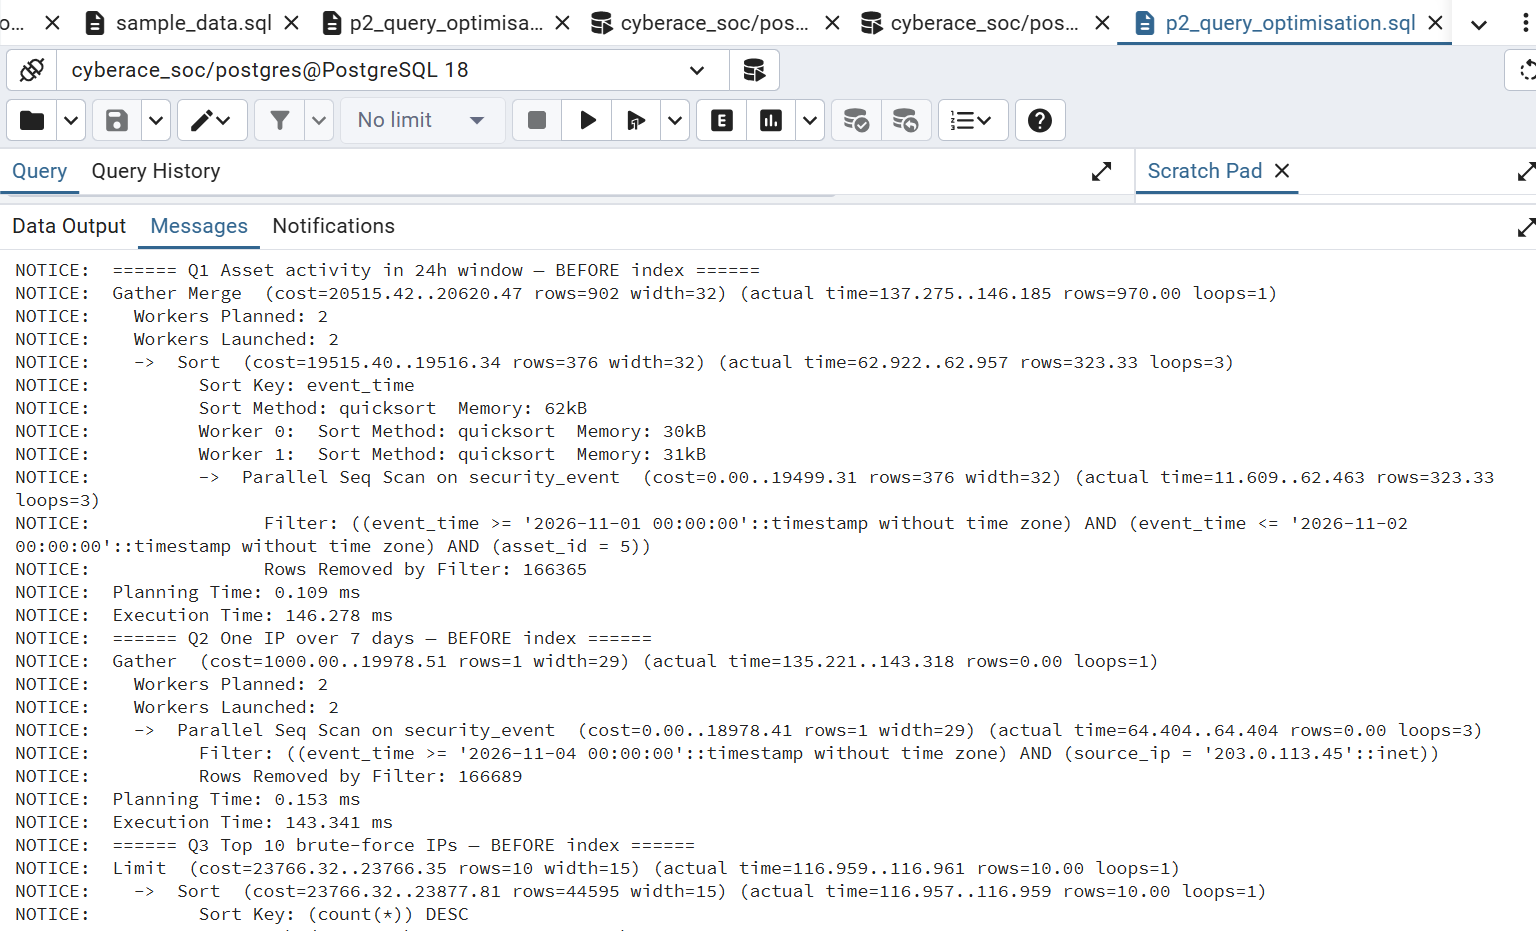 o...
sample_data.sql
p2_query_optimisa...
cyberace_soc/pos...
cyberace_soc/pos...
p2_query_optimisation.sql
cyberace_soc/postgres@PostgreSQL 18
No limit
E
Query
Query History
Scratch Pad
Data Output
Messages
Notifications
NOTICE:  ====== Q1 Asset activity in 24h window — BEFORE index ======
NOTICE:  Gather Merge  (cost=20515.42..20620.47 rows=902 width=32) (actual time=137.275..146.185 rows=970.00 loops=1)
NOTICE:    Workers Planned: 2
NOTICE:    Workers Launched: 2
NOTICE:    ->  Sort  (cost=19515.40..19516.34 rows=376 width=32) (actual time=62.922..62.957 rows=323.33 loops=3)
NOTICE:          Sort Key: event_time
NOTICE:          Sort Method: quicksort  Memory: 62kB
NOTICE:          Worker 0:  Sort Method: quicksort  Memory: 30kB
NOTICE:          Worker 1:  Sort Method: quicksort  Memory: 31kB
NOTICE:          ->  Parallel Seq Scan on security_event  (cost=0.00..19499.31 rows=376 width=32) (actual time=11.609..62.463 rows=323.33
loops=3)
NOTICE:                Filter: ((event_time >= '2026-11-01 00:00:00'::timestamp without time zone) AND (event_time <= '2026-11-02
00:00:00'::timestamp without time zone) AND (asset_id = 5))
NOTICE:                Rows Removed by Filter: 166365
NOTICE:  Planning Time: 0.109 ms
NOTICE:  Execution Time: 146.278 ms
NOTICE:  ====== Q2 One IP over 7 days — BEFORE index ======
NOTICE:  Gather  (cost=1000.00..19978.51 rows=1 width=29) (actual time=135.221..143.318 rows=0.00 loops=1)
NOTICE:    Workers Planned: 2
NOTICE:    Workers Launched: 2
NOTICE:    ->  Parallel Seq Scan on security_event  (cost=0.00..18978.41 rows=1 width=29) (actual time=64.404..64.404 rows=0.00 loops=3)
NOTICE:          Filter: ((event_time >= '2026-11-04 00:00:00'::timestamp without time zone) AND (source_ip = '203.0.113.45'::inet))
NOTICE:          Rows Removed by Filter: 166689
NOTICE:  Planning Time: 0.153 ms
NOTICE:  Execution Time: 143.341 ms
NOTICE:  ====== Q3 Top 10 brute-force IPs — BEFORE index ======
NOTICE:  Limit  (cost=23766.32..23766.35 rows=10 width=15) (actual time=116.959..116.961 rows=10.00 loops=1)
NOTICE:    ->  Sort  (cost=23766.32..23877.81 rows=44595 width=15) (actual time=116.957..116.959 rows=10.00 loops=1)
NOTICE:          Sort Key: (count(*)) DESC